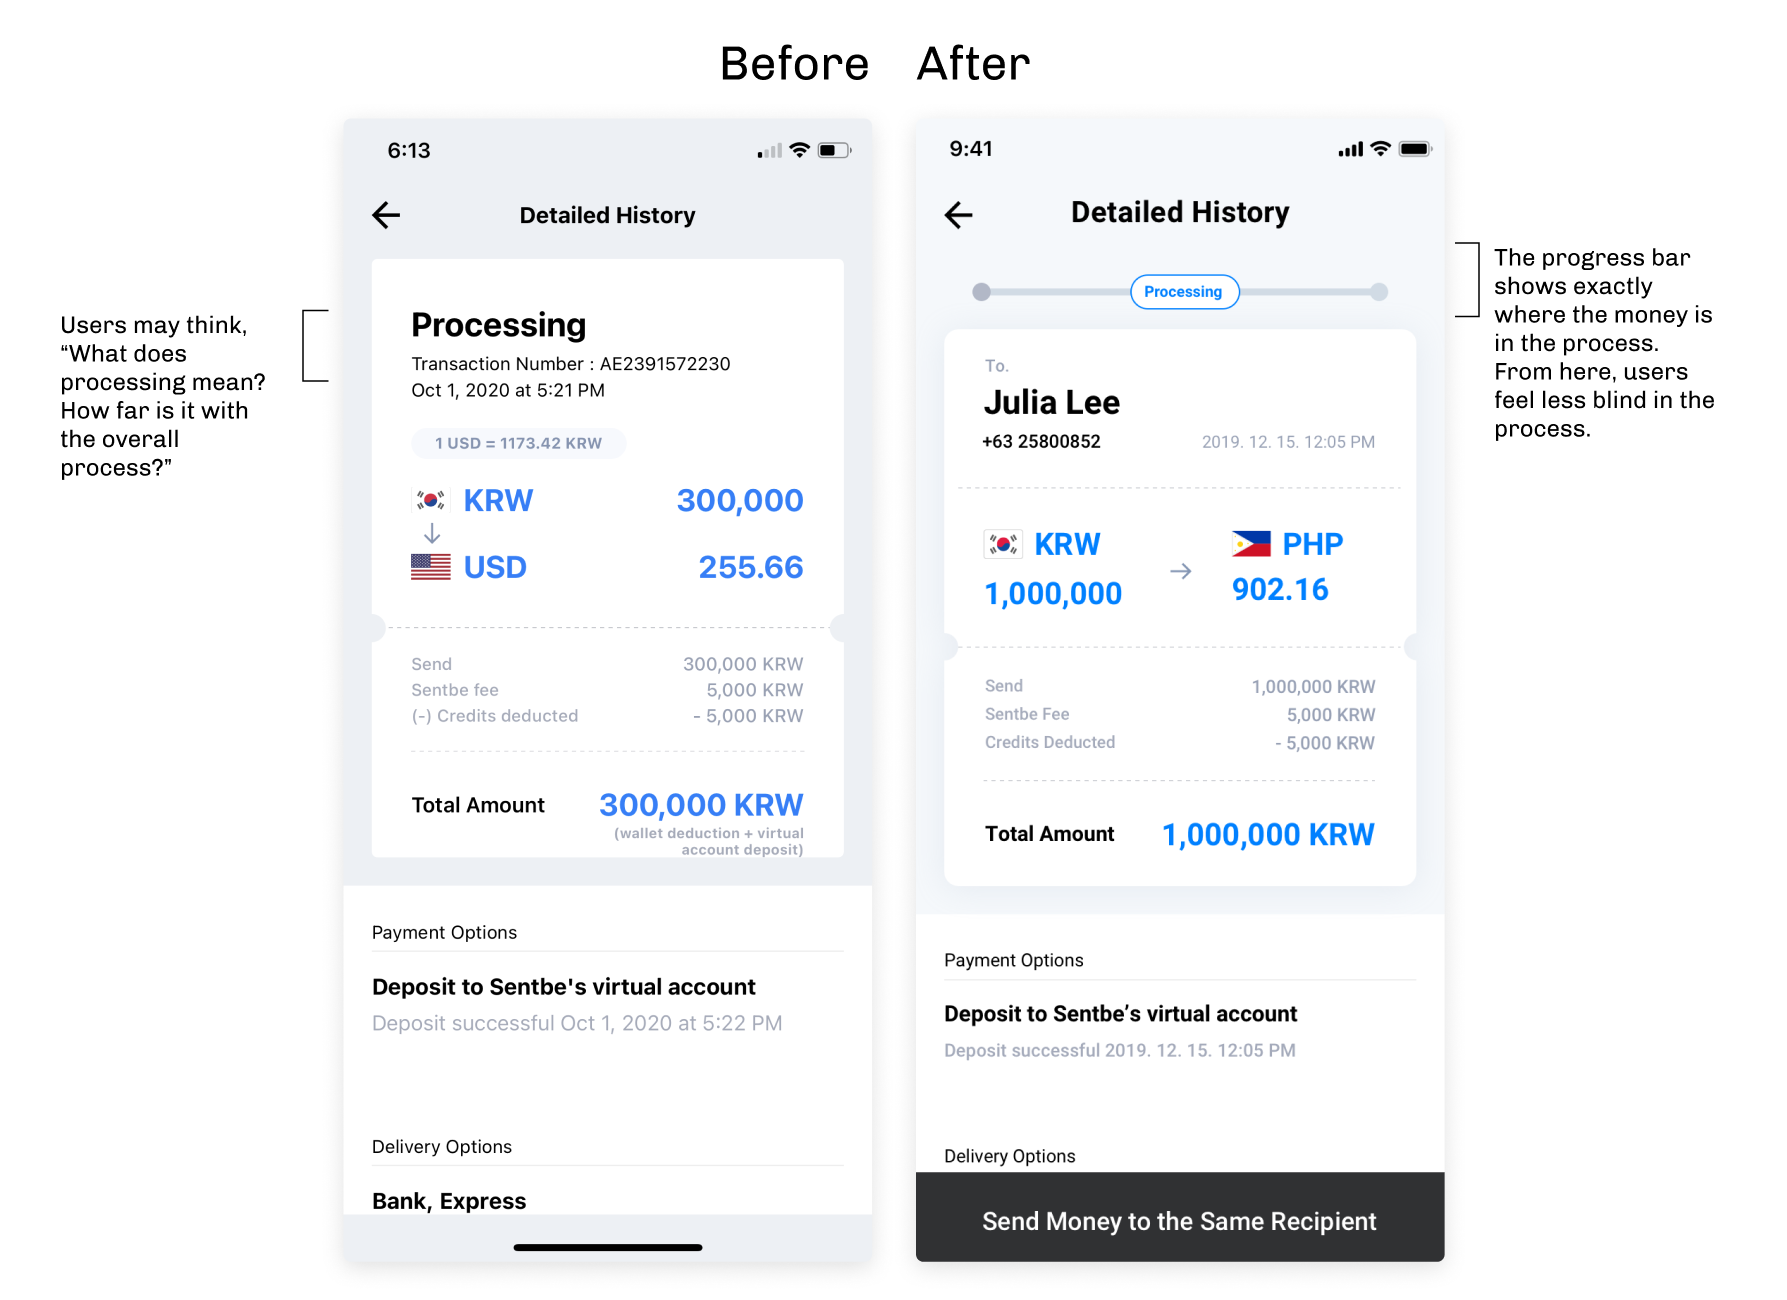 Before
After
6:13
Detailed History
Users may think,
“What does
processing mean?
How far is it with
the overall
process?”
Processing
Transaction Number : AE2391572230
Oct 1, 2020 at 5:21 PM
1 USD = 1173.42 KRW
KRW 300,000
USD 255.66
Send 300,000 KRW
Sentbe fee 5,000 KRW
(-) Credits deducted - 5,000 KRW
Total Amount 300,000 KRW
(wallet deduction + virtual
account deposit)
Payment Options
Deposit to Sentbe's virtual account
Deposit successful Oct 1, 2020 at 5:22 PM
Delivery Options
Bank, Express
9:41
Detailed History
Processing
To.
Julia Lee
+63 25800852 2019. 12. 15. 12:05 PM
KRW PHP
1,000,000 902.16
Send 1,000,000 KRW
Sentbe Fee 5,000 KRW
Credits Deducted - 5,000 KRW
Total Amount 1,000,000 KRW
Payment Options
Deposit to Sentbe’s virtual account
Deposit successful 2019. 12. 15. 12:05 PM
Delivery Options
Send Money to the Same Recipient
The progress bar
shows exactly
where the money is
in the process.
From here, users
feel less blind in the
process.